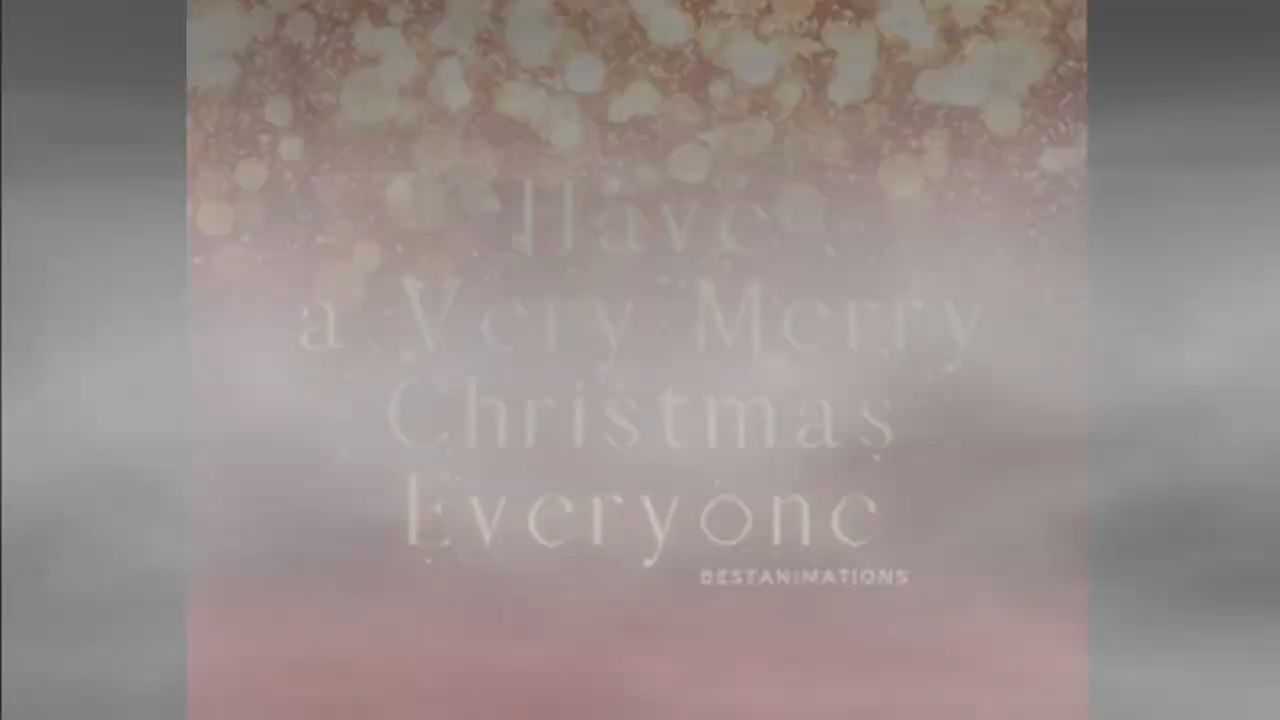 Have
a Very Merry
Christmas
Everyone
BESTANIMATIONS